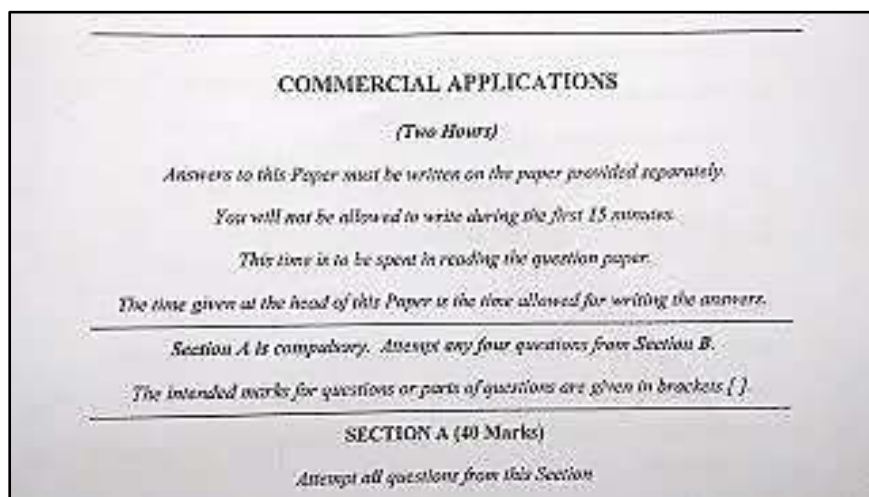 COMMERCIAL APPLICATIONS
(Two Hours)
Answers to this Paper must be written on the paper provided separately.
You will not be allowed to write during the first 15 minutes.
This time is to be spent in reading the question paper.
The time given at the head of this Paper is the time allowed for writing the answers.
Section A is compulsory. Attempt any four questions from Section B.
The intended marks for questions or parts of questions are given in brackets [ ].
SECTION A (40 Marks)
Attempt all questions from this Section